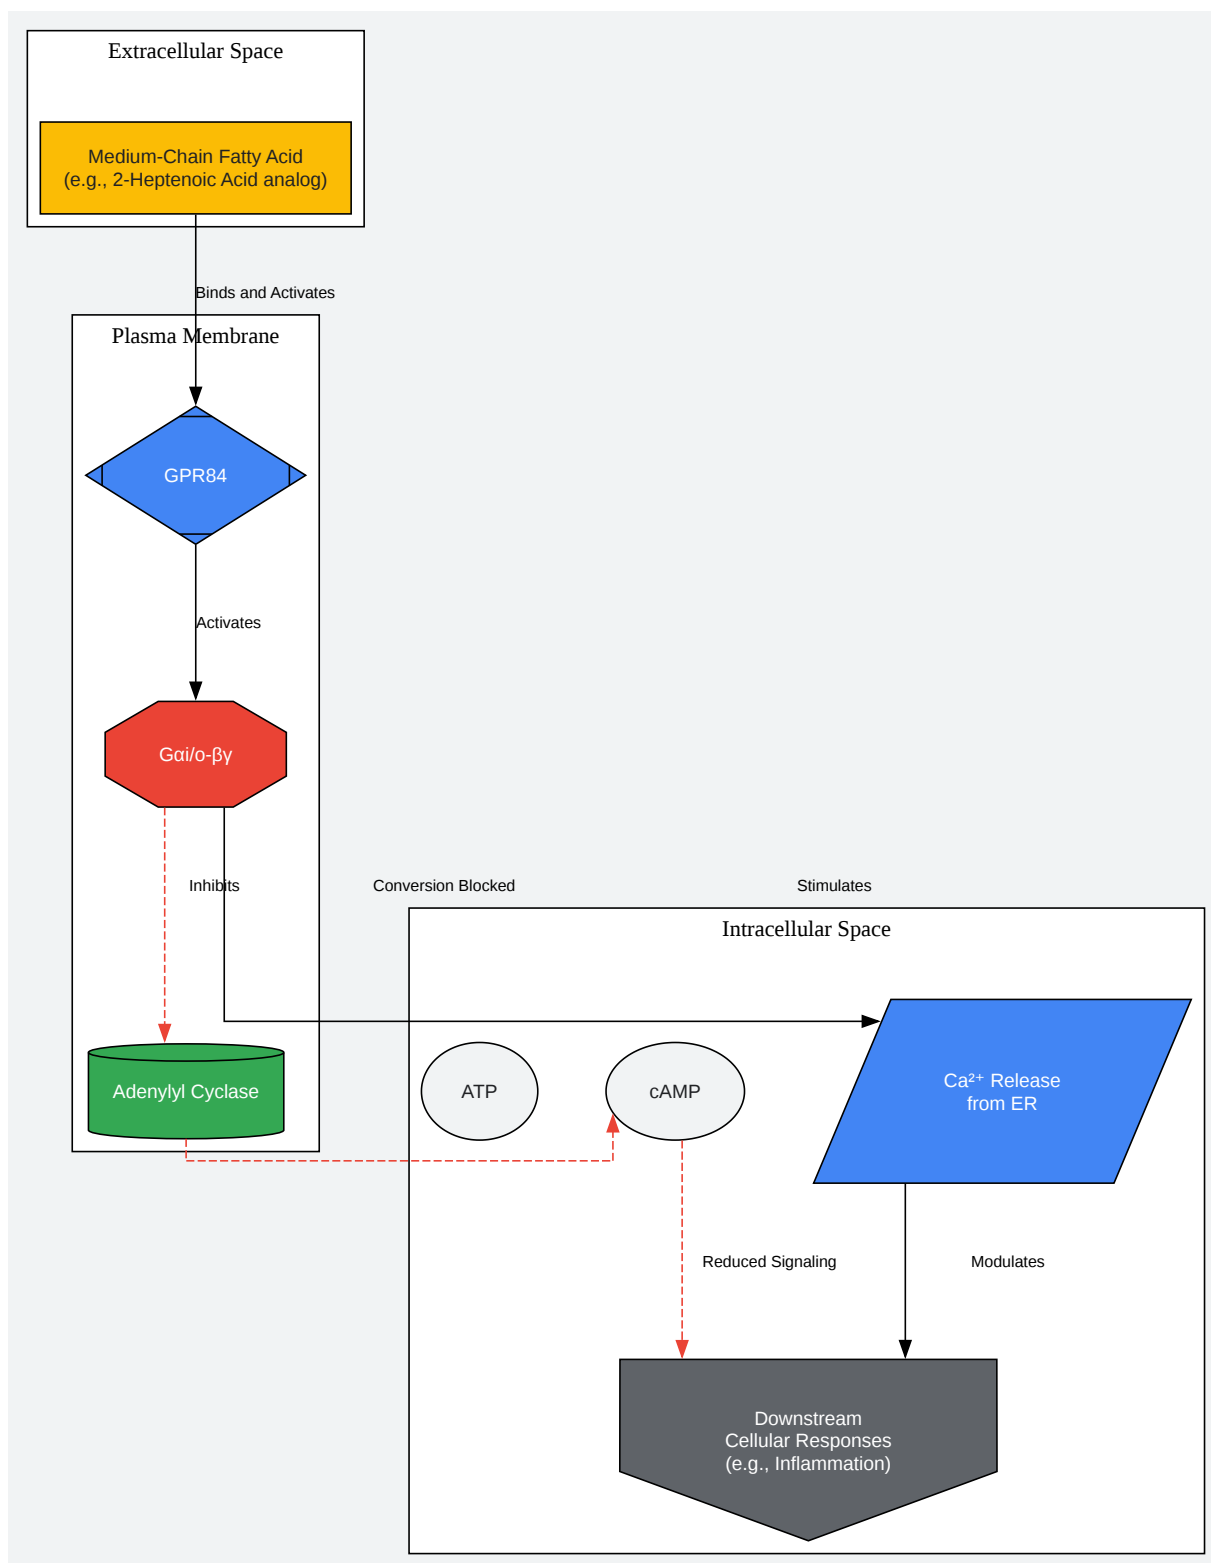 Extracellular Space
Medium-Chain Fatty Acid
(e.g., 2-Heptenoic Acid analog)
Binds and Activates
Plasma Membrane
GPR84
Activates
Gαi/o-βγ
Inhibits
Conversion Blocked
Stimulates
Intracellular Space
Adenylyl Cyclase
ATP
cAMP
Ca²⁺ Release
from ER
Reduced Signaling
Modulates
Downstream
Cellular Responses
(e.g., Inflammation)